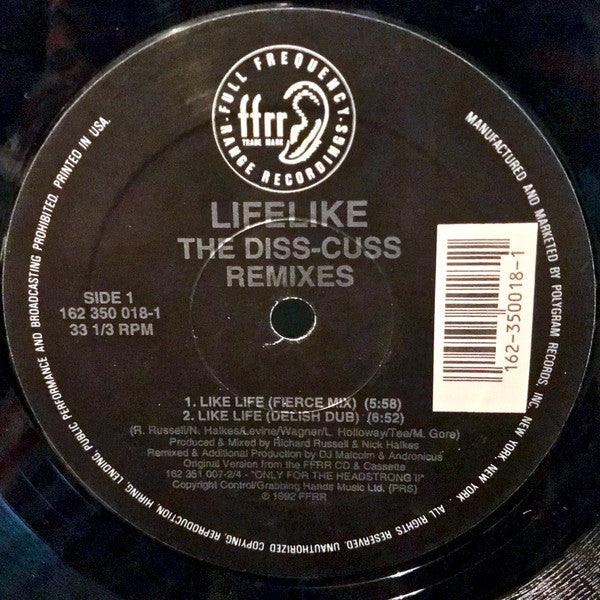 · FULL FREQUENCY ·
RANGE RECORDINGS
ffrr
TRADE MARK
LIFELIKE
THE DISS-CUSS
REMIXES
SIDE 1
162 350 018-1
33 1/3 RPM
162-350018-1
1. LIKE LIFE (FIERCE MIX) (5:58)
2. LIKE LIFE (DELISH DUB) (6:52)
(R. Russell/N. Halkes/Levine/Wagner/L. Holloway/Tee/M. Gore)
Produced & Mixed by Richard Russell & Nick Halkes
Remixed & Additional Production by DJ Malcolm & Andronicus
Original Version from the FFRR CD & Cassette
162 351 007-2/4 - "ONLY FOR THE HEADSTRONG II"
Copyright Control/Grabbing Hands Music Ltd. (PRS)
℗ 1992 FFRR
MANUFACTURED AND MARKETED BY POLYGRAM RECORDS, INC., NEW YORK, NEW YORK. ALL RIGHTS RESERVED. UNAUTHORIZED COPYING, REPRODUCTION, HIRING, LENDING, PUBLIC PERFORMANCE AND BROADCASTING PROHIBITED. PRINTED IN USA.